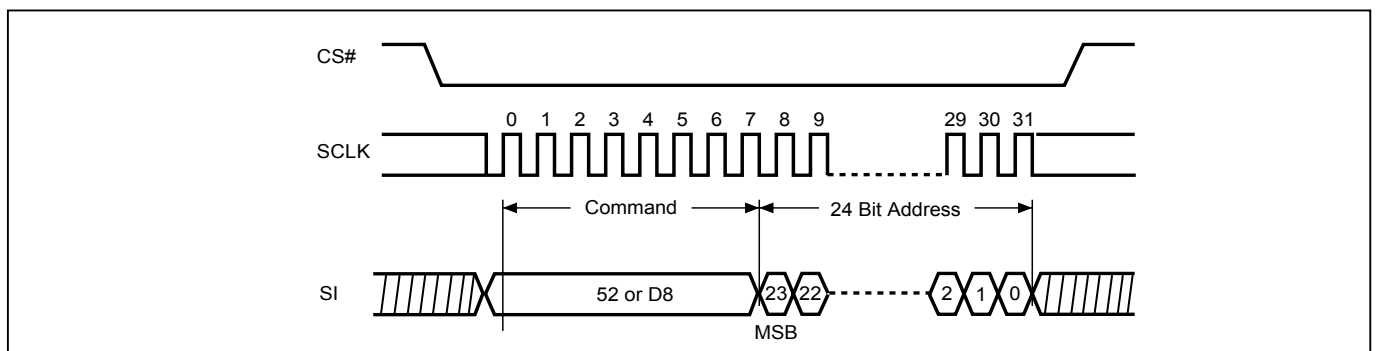 CS#
0 1 2 3 4 5 6 7 8 9 29 30 31
SCLK
Command 24 Bit Address
SI 52 or D8 23 22 2 1 0
MSB